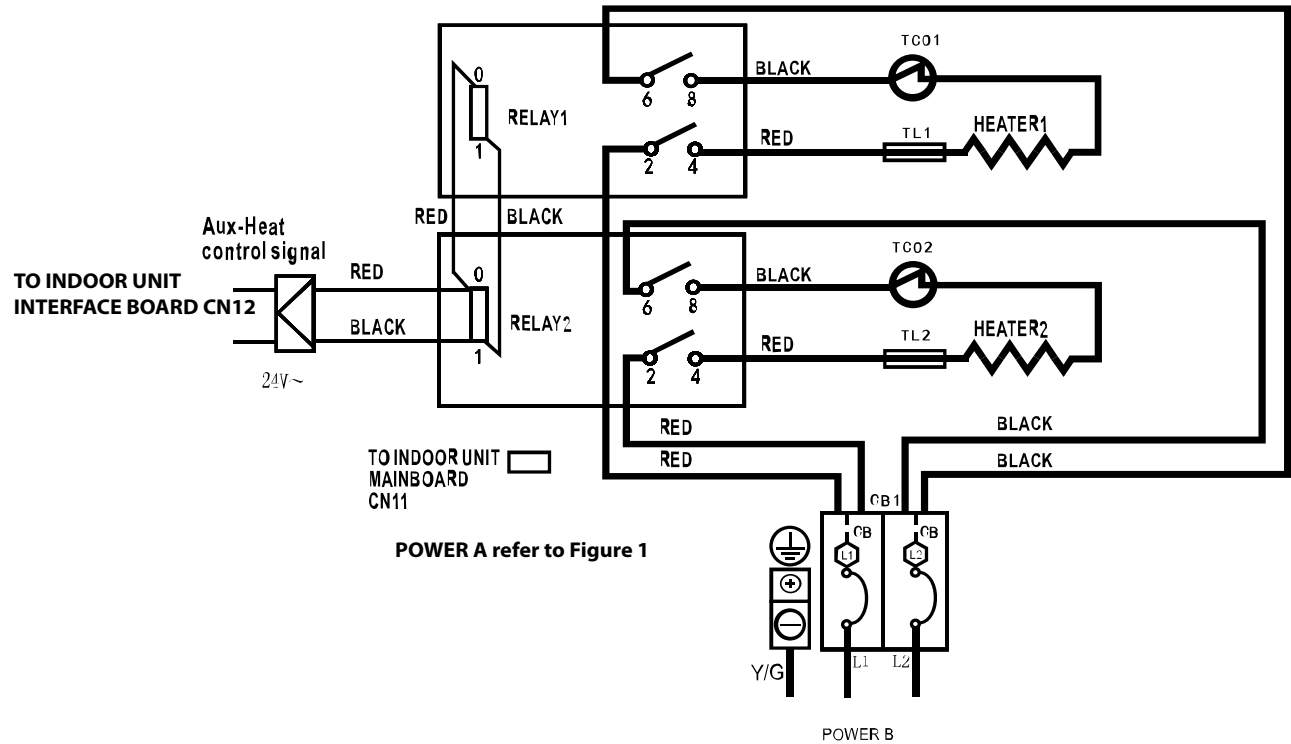 TCO1
BLACK
0
6
8
RELAY1
HEATER1
TL1
RED
1
2
4
RED
BLACK
Aux-Heat
control signal
TCO2
BLACK
TO INDOOR UNIT
INTERFACE BOARD CN12
RED
0
6
8
BLACK
RELAY2
HEATER2
TL2
RED
1
2
4
24V~
RED
BLACK
RED
BLACK
TO INDOOR UNIT
MAINBOARD
CN11
CB1
POWER A refer to Figure 1
CB
CB
L1
L2
L1
L2
Y/G
POWER B